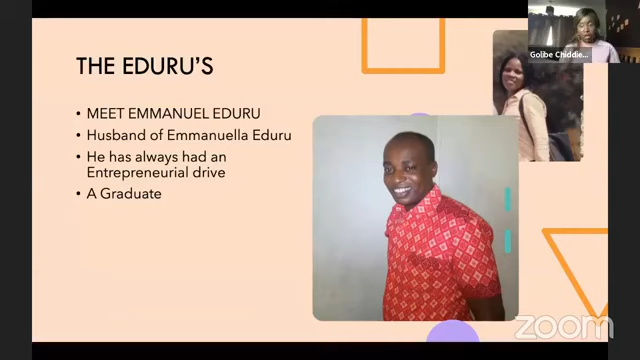 Golibe Chiddie...
THE EDURU'S
• MEET EMMANUEL EDURU
• Husband of Emmanuella Eduru
• He has always had an
Entrepreneurial drive
• A Graduate
zoom